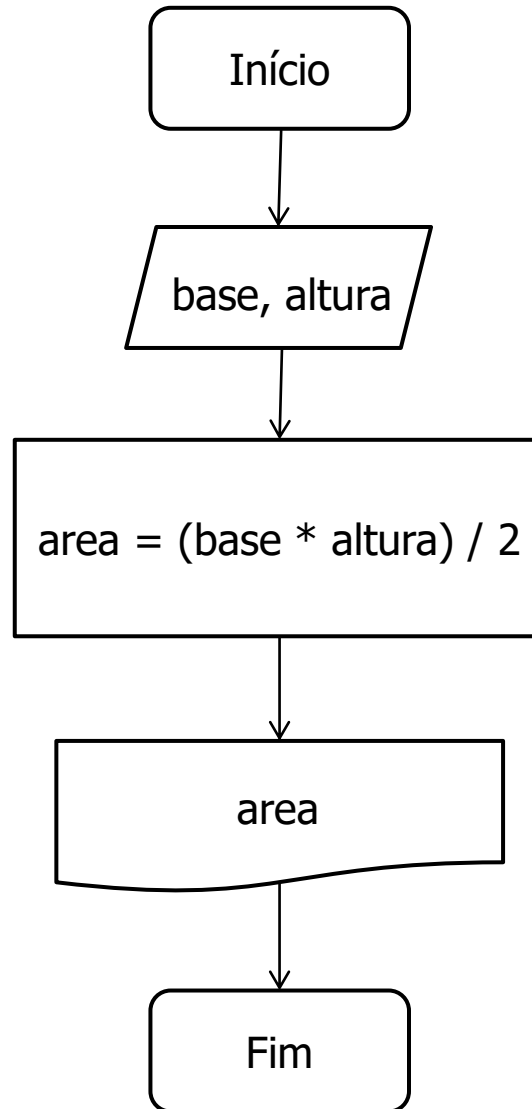 Início
base, altura
area = (base * altura) / 2
area
Fim